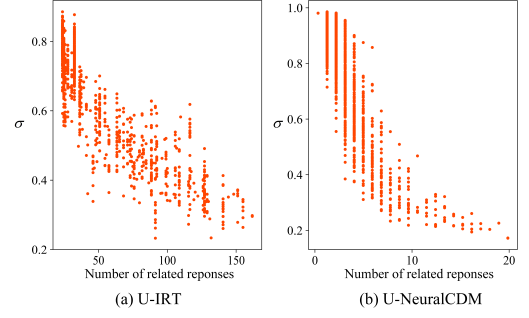 0.8
0.6
0.4
0.2
σ
50
100
150
Number of related reponses
(a) U-IRT
1.0
0.8
0.6
0.4
0.2
σ
0
10
20
Number of related reponses
(b) U-NeuralCDM